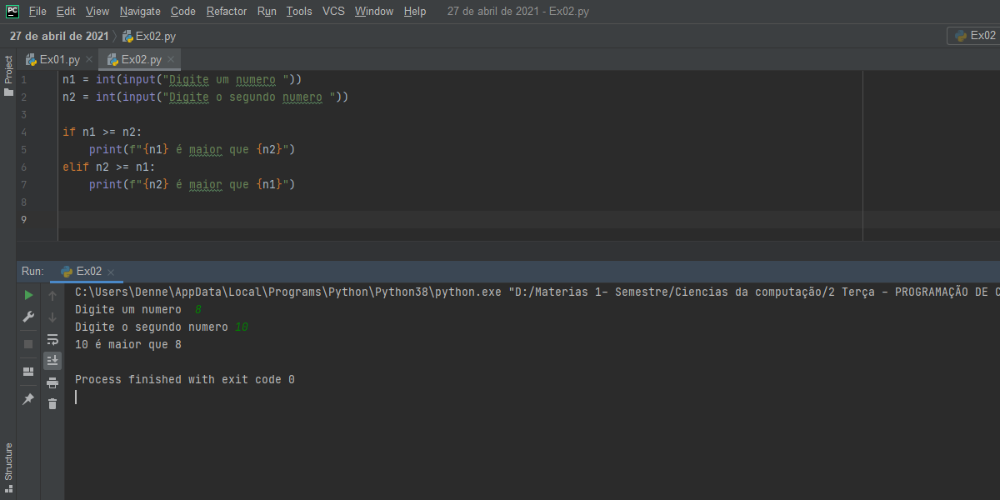 PC File Edit View Navigate Code Refactor Run Tools VCS Window Help 27 de abril de 2021 - Ex02.py
27 de abril de 2021 Ex02.py Ex02
Project
Ex01.py Ex02.py
1 n1 = int(input("Digite um numero "))
2 n2 = int(input("Digite o segundo numero "))
3
4 if n1 >= n2:
5 print(f"{n1} é maior que {n2}")
6 elif n2 >= n1:
7 print(f"{n2} é maior que {n1}")
8
9
Run: Ex02
C:\Users\Denne\AppData\Local\Programs\Python\Python38\python.exe "D:/Materias 1- Semestre/Ciencias da computação/2 Terça - PROGRAMAÇÃO DE C
Digite um numero  8
Digite o segundo numero 10
10 é maior que 8
Process finished with exit code 0
Structure